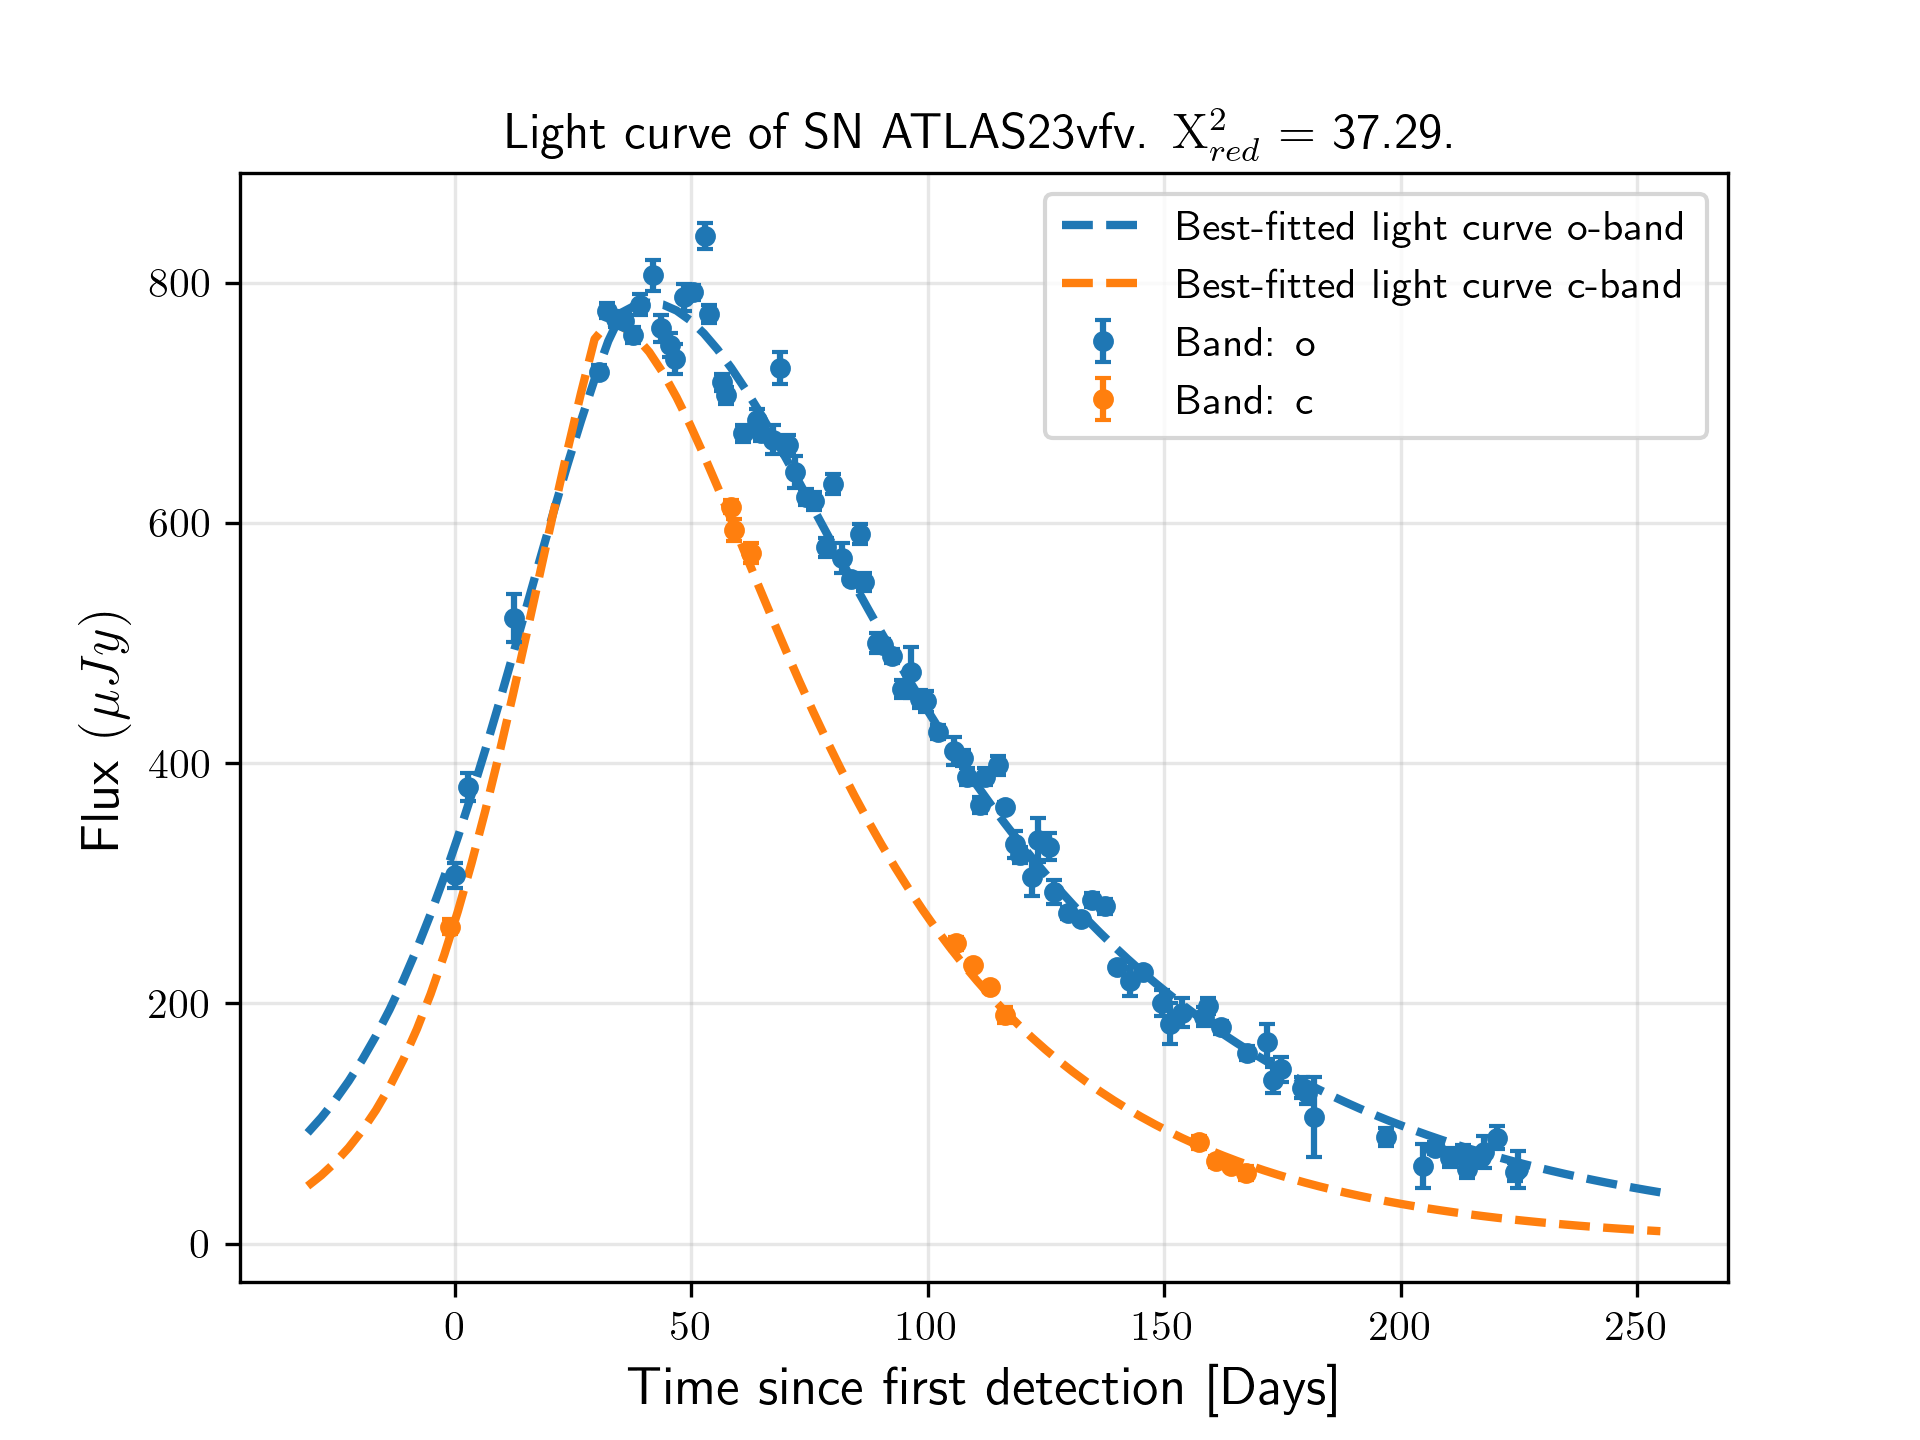 Light curve of SN ATLAS23vfv. Χ²_red = 37.29.
Best-fitted light curve o-band
Best-fitted light curve c-band
Band: o
Band: c
Flux (μJy)
800
600
400
200
0
0 50 100 150 200 250
Time since first detection [Days]